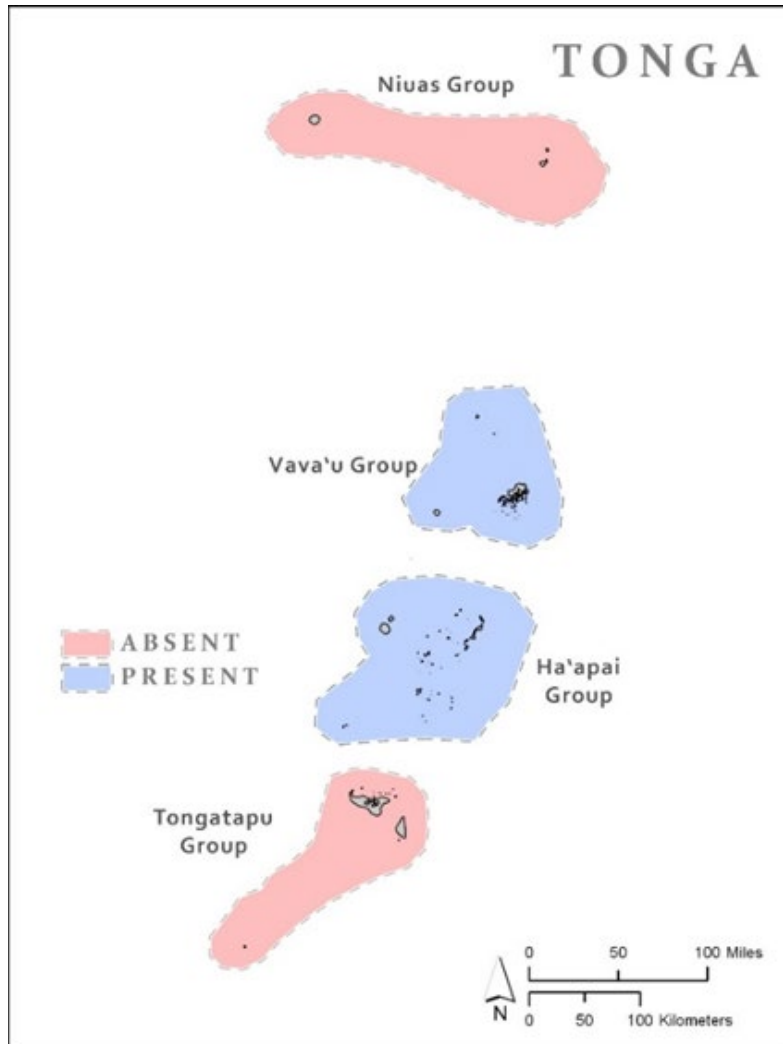 TONGA
Niuas Group
Vava‘u Group
ABSENT
PRESENT
Ha‘apai
Group
Tongatapu
Group
0 50 100 Miles
N
0 50 100 Kilometers